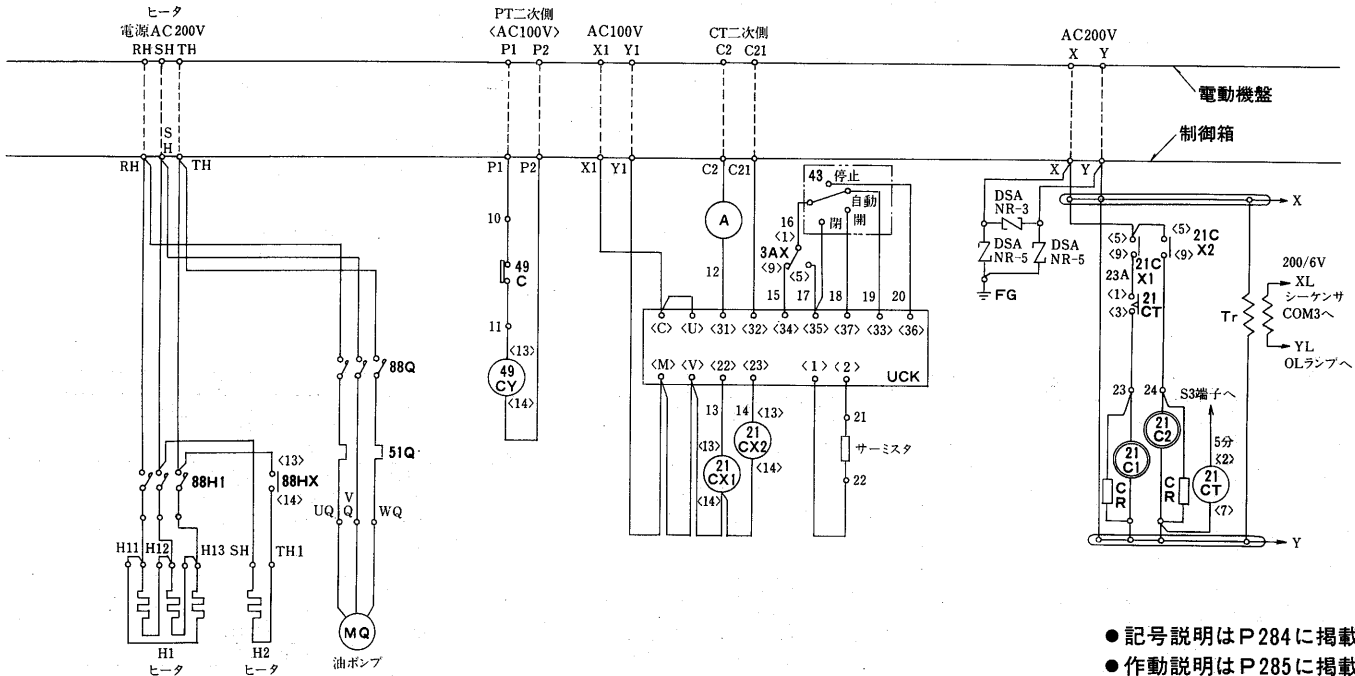 ヒータ
電源AC200V
RH SH TH
PT二次側
〈AC100V〉
P1 P2
AC100V
X1 Y1
CT二次側
C2 C21
AC200V
X Y
電動機盤
制御箱
RH
SH
TH
P1 P2
X1 Y1
C2 C21
X Y
43 停止
自動
閉 開
16
〈1〉
3AX
〈9〉
〈5〉
10
49
C
11
〈13〉
49
CY
〈14〉
A
12
15 17 18 19 20
〈C〉 〈U〉 〈31〉 〈32〉 〈34〉 〈35〉 〈37〉 〈33〉 〈36〉
〈M〉 〈V〉 〈22〉 〈23〉 〈1〉 〈2〉
UCK
13 14 〈13〉
〈13〉
21
CX1
〈14〉
21
CX2
〈14〉
21
サーミスタ
22
DSA
NR-3
DSA
NR-5
DSA
NR-5
FG
X
〈5〉
〈9〉
21C
X1
〈5〉
〈9〉
21C
X2
23A
〈1〉
21
CT
〈3〉
Tr
200/6V
XL
シーケンサ
COM3へ
YL
OLランプへ
23 24
S3端子へ
21
C1
21
C2
5分
〈2〉
21
CT
〈7〉
CR
CR
Y
88Q
51Q
88H1
〈13〉
88HX
〈14〉
UQ VQ WQ
H11 H12 H13 SH TH1
H1
ヒータ
H2
ヒータ
MQ
油ポンプ
●記号説明はP284に掲載
●作動説明はP285に掲載